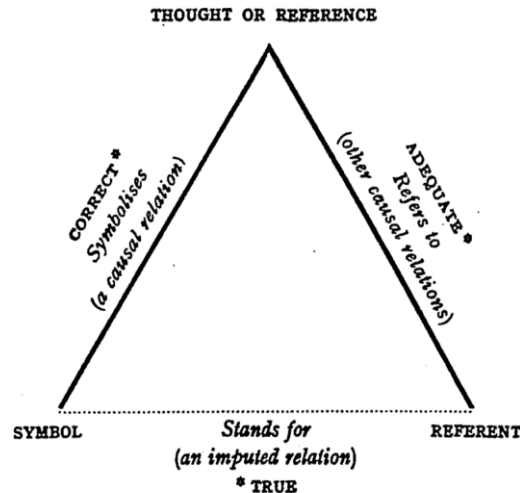 THOUGHT OR REFERENCE
CORRECT*
Symbolises
(a causal relation)
ADEQUATE*
Refers to
(other causal relations)
SYMBOL
Stands for
(an imputed relation)
* TRUE
REFERENT